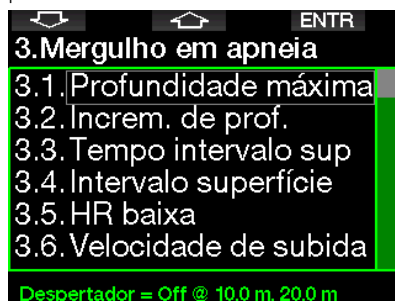 ENTR
3.Mergulho em apneia
3.1.Profundidade máxima
3.2.Increm. de prof.
3.3.Tempo intervalo sup
3.4.Intervalo superfície
3.5.HR baixa
3.6.Velocidade de subida
Despertador = Off @ 10.0 m, 20.0 m